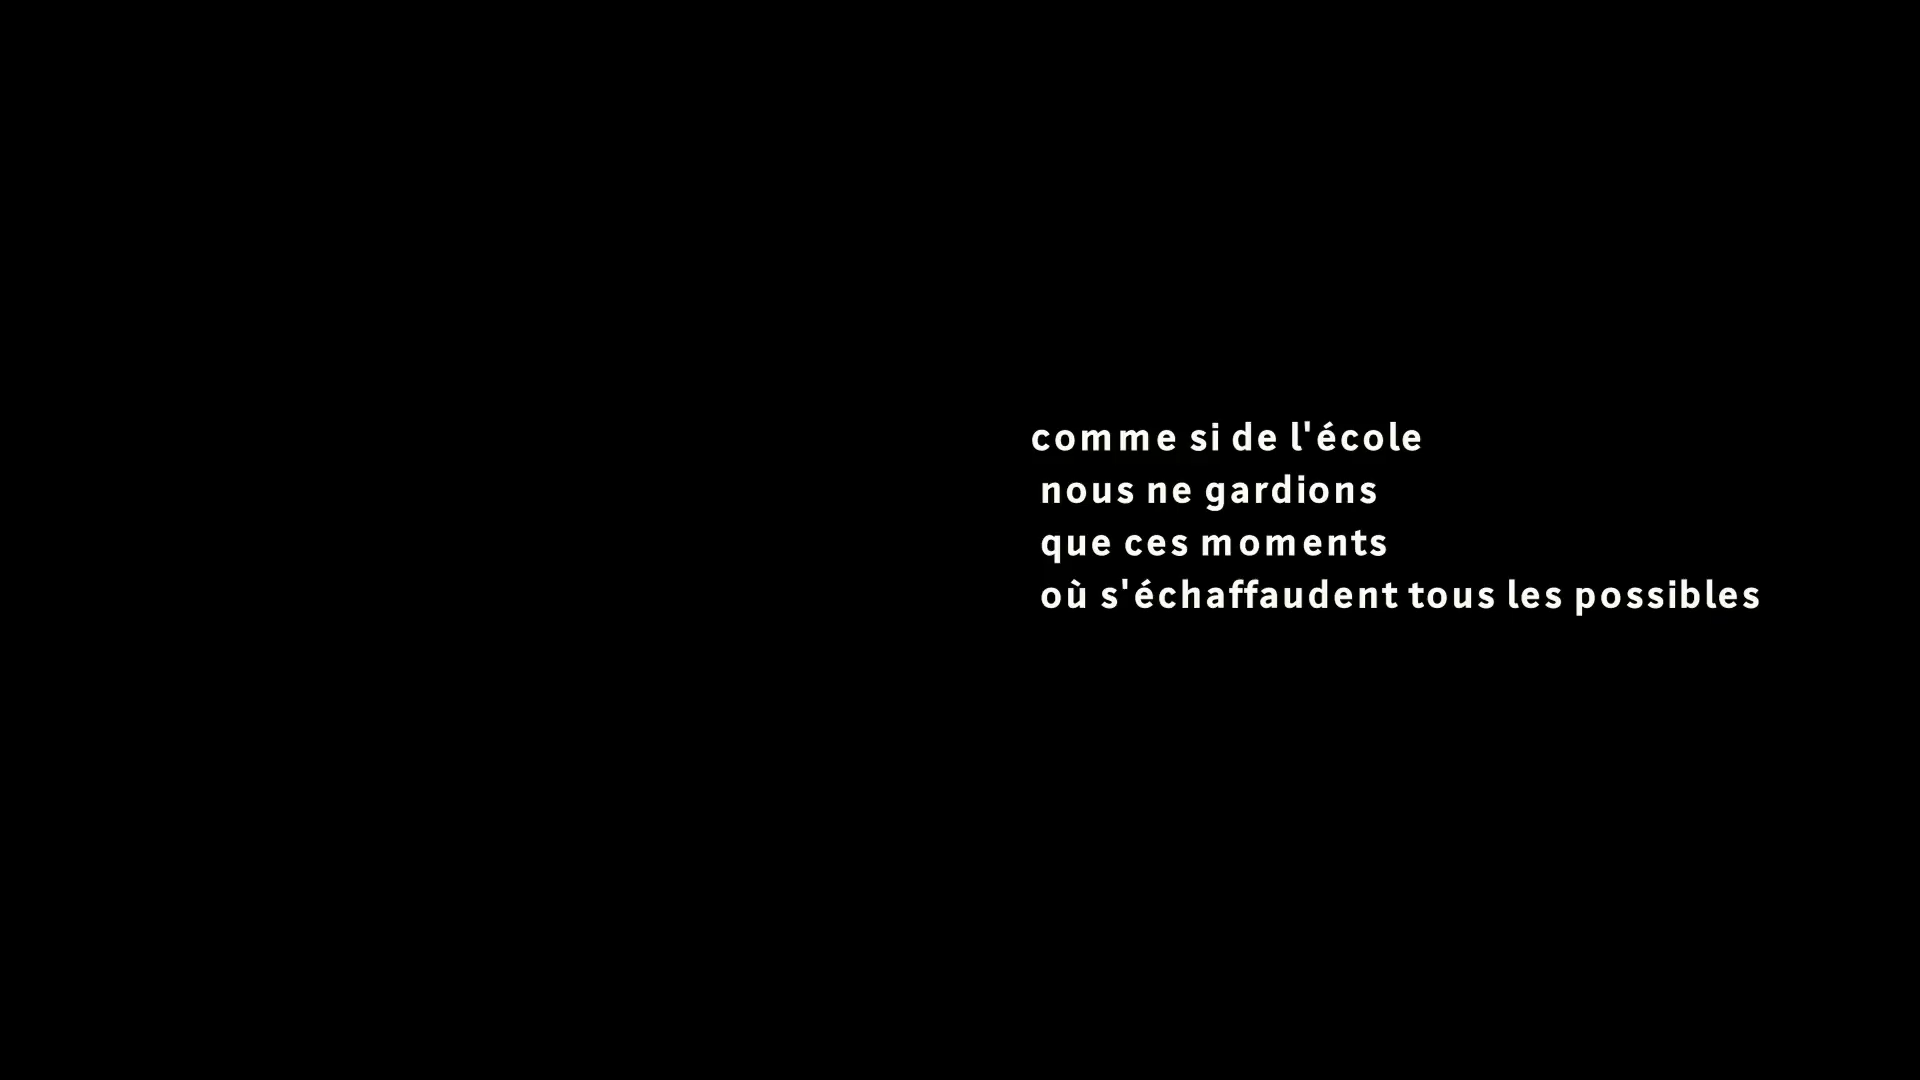 comme si de l'école
nous ne gardions
que ces moments
où s'échaffaudent tous les possibles